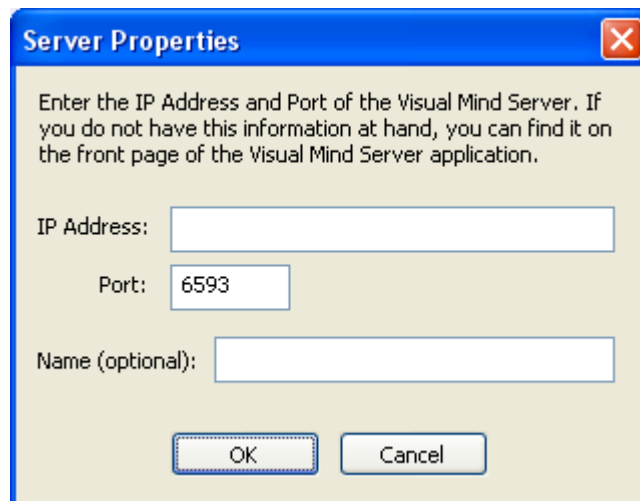 Server Properties
Enter the IP Address and Port of the Visual Mind Server. If
you do not have this information at hand, you can find it on
the front page of the Visual Mind Server application.
IP Address:
Port: 6593
Name (optional):
OK Cancel